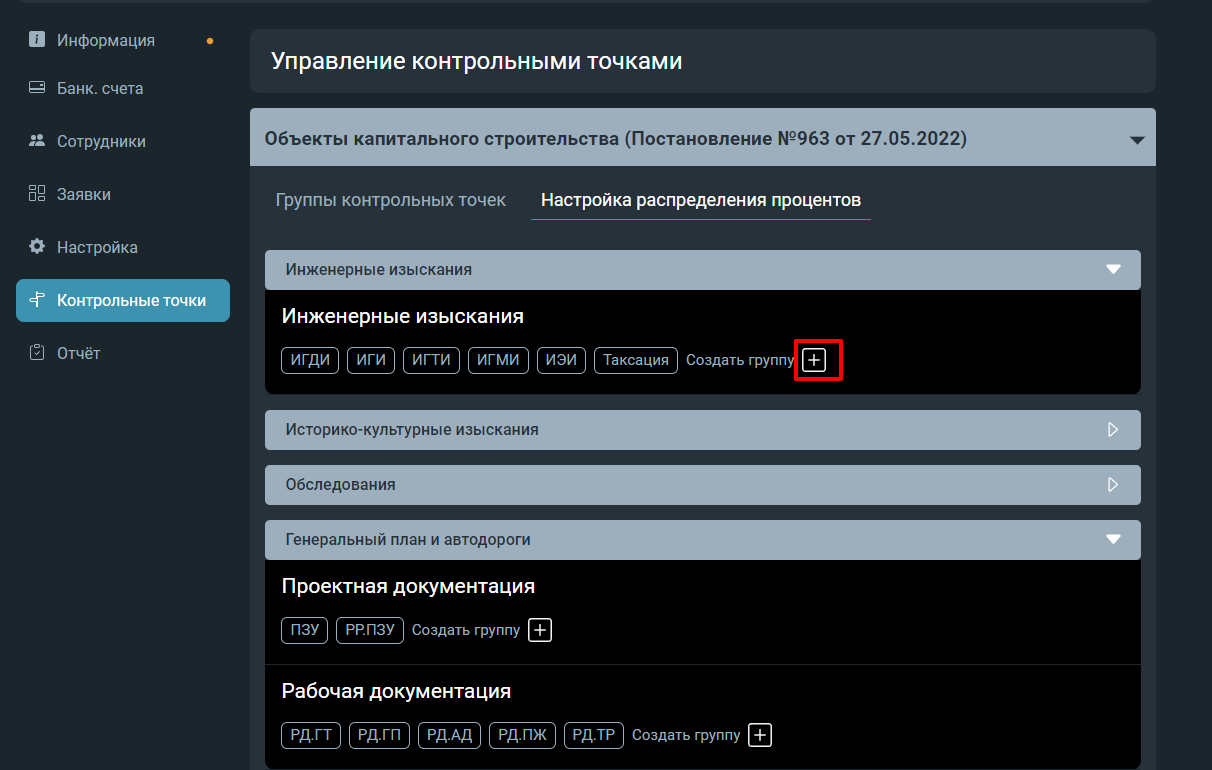 Информация
Банк. счета
Сотрудники
Заявки
Настройка
Контрольные точки
Отчёт
Управление контрольными точками
Объекты капитального строительства (Постановление №963 от 27.05.2022)
Группы контрольных точек Настройка распределения процентов
Инженерные изыскания
Инженерные изыскания
ИГДИ ИГИ ИГТИ ИГМИ ИЭИ Таксация Создать группу
Историко-культурные изыскания
Обследования
Генеральный план и автодороги
Проектная документация
ПЗУ РР.ПЗУ Создать группу
Рабочая документация
РД.ГТ РД.ГП РД.АД РД.ПЖ РД.ТР Создать группу